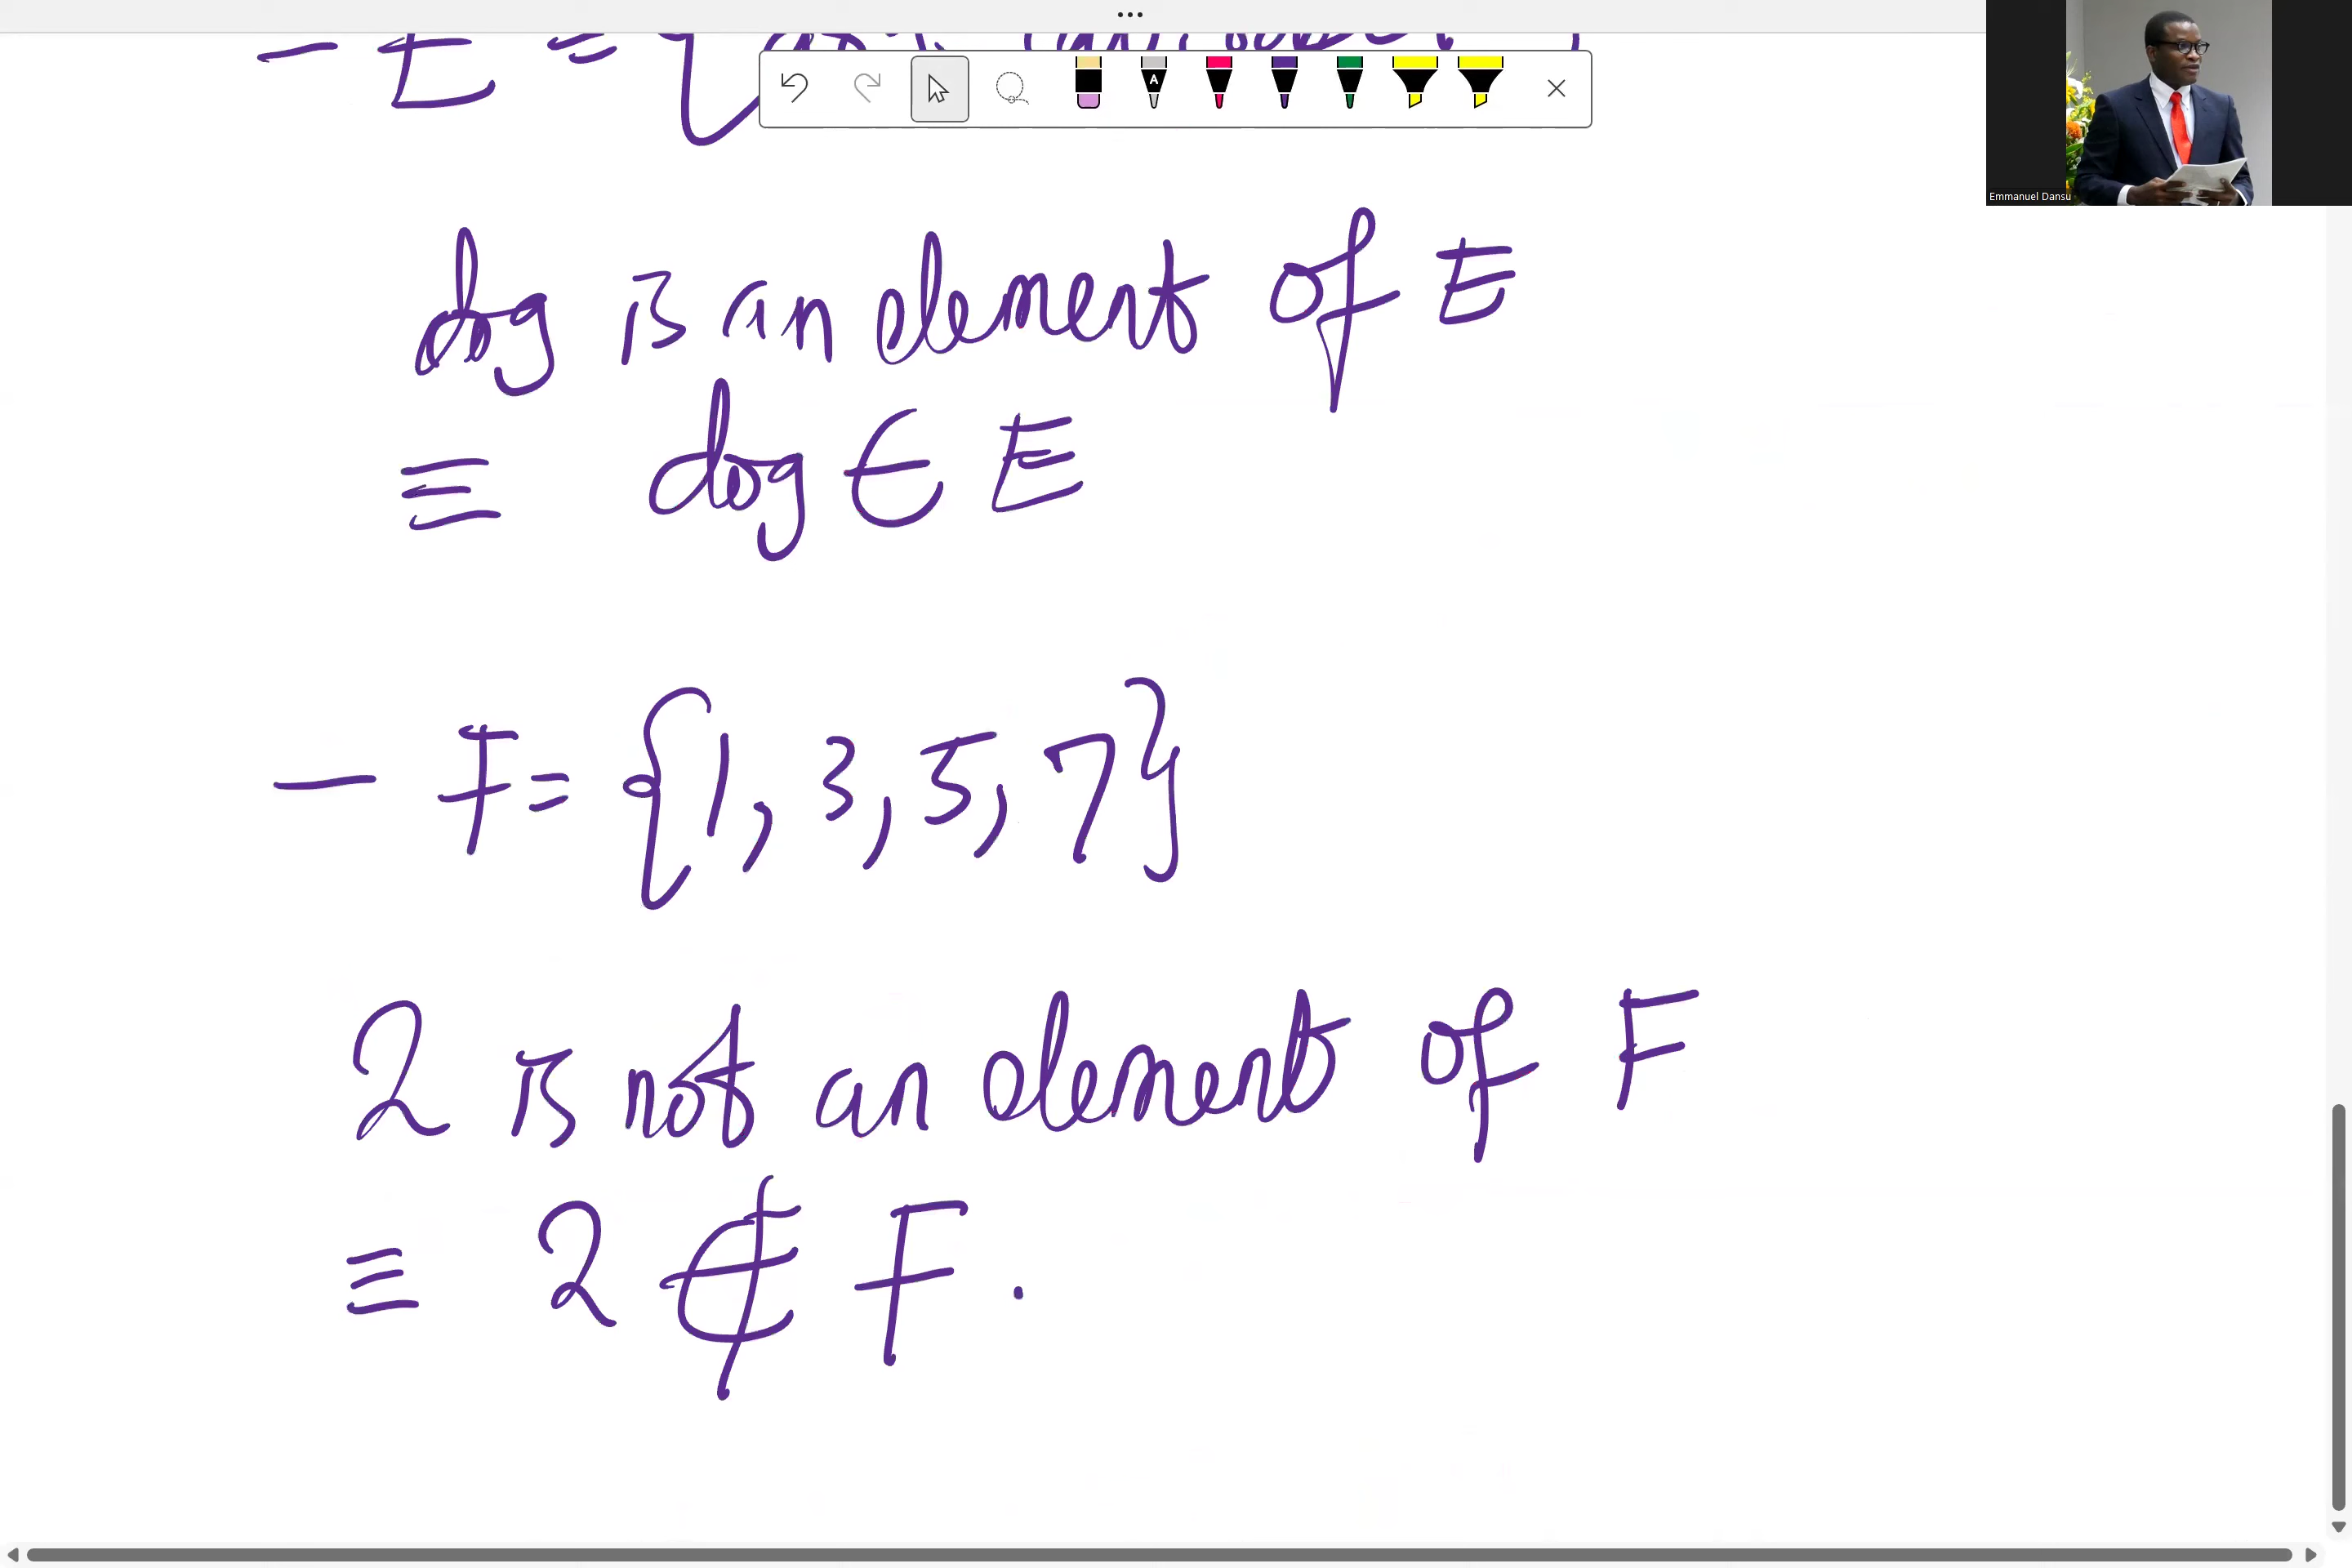 - E = {
Emmanuel Dansu
dog is an element of E
≡ dog ∈ E
- F = {1, 3, 5, 7}
2 is not an element of F
≡ 2 ∉ F.